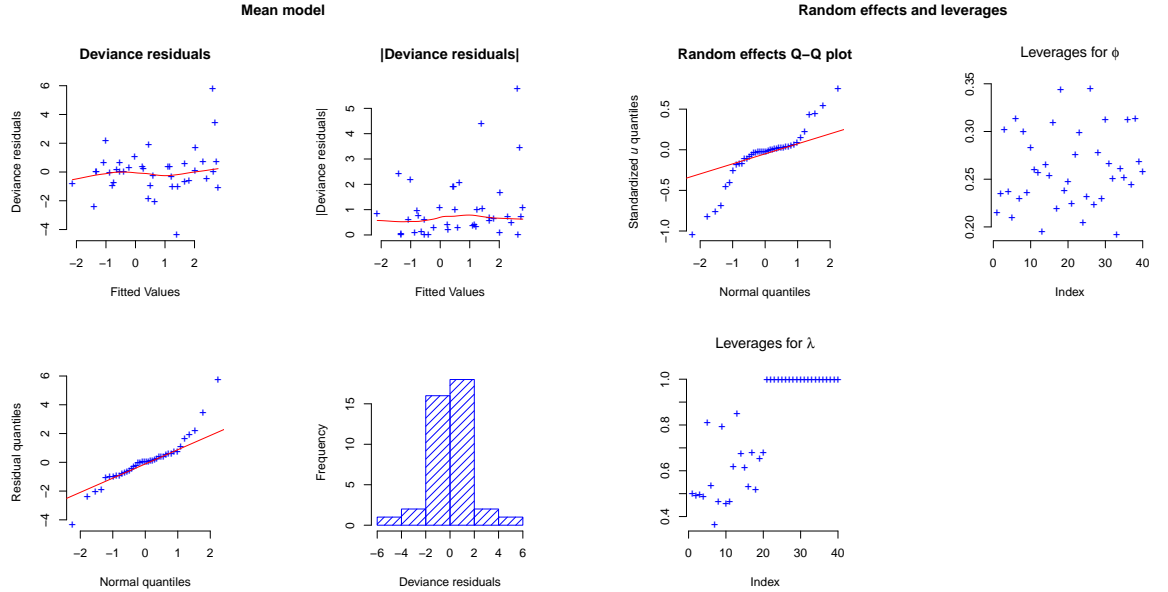 Mean model
Random effects and leverages
Deviance residuals
Deviance residuals
6
4
2
0
−2
−4
−2 −1 0 1 2
Fitted Values
|Deviance residuals|
|Deviance residuals|
6
5
4
3
2
1
0
−2 −1 0 1 2
Fitted Values
Random effects Q−Q plot
Standardized u quantiles
0.5
0.0
−0.5
−1.0
−2 −1 0 1 2
Normal quantiles
Leverages for ϕ
0.35
0.30
0.25
0.20
0 10 20 30 40
Index
Residual quantiles
6
4
2
0
−2
−4
−2 −1 0 1 2
Normal quantiles
Frequency
15
10
5
0
−6 −4 −2 0 2 4 6
Deviance residuals
Leverages for λ
1.0
0.8
0.6
0.4
0 10 20 30 40
Index